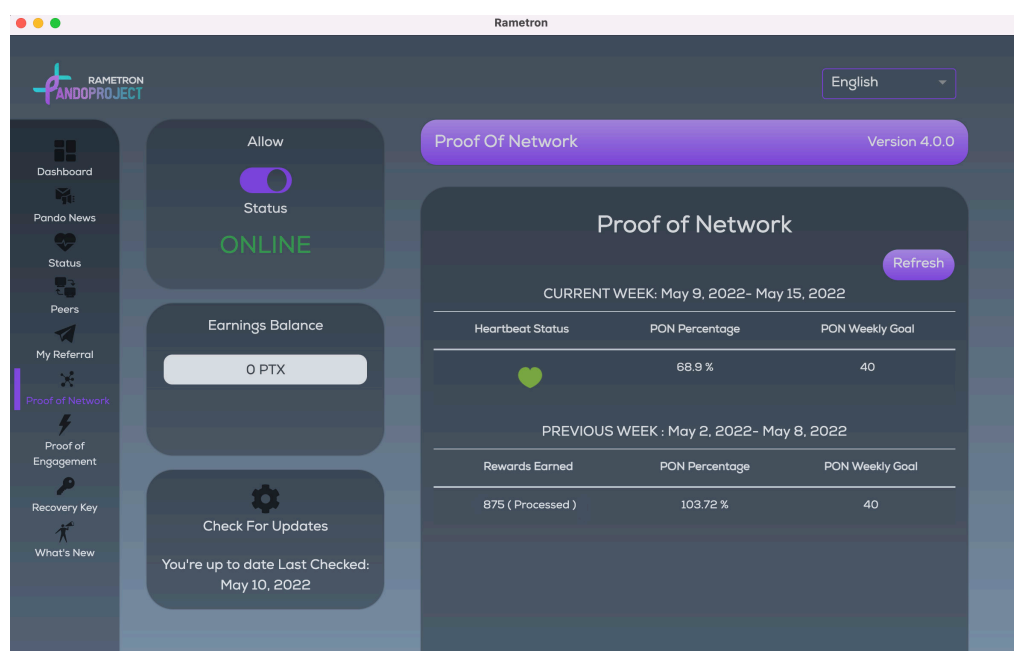 Rametron
RAMETRON
PANDOPROJECT
English
Dashboard
Pando News
Status
Peers
My Referral
Proof of Network
Proof of
Engagement
Recovery Key
What's New
Allow
Status
ONLINE
Earnings Balance
0 PTX
Check For Updates
You're up to date Last Checked:
May 10, 2022
Proof Of Network Version 4.0.0
Proof of Network
Refresh
CURRENT WEEK: May 9, 2022- May 15, 2022
Heartbeat Status PON Percentage PON Weekly Goal
68.9 % 40
PREVIOUS WEEK : May 2, 2022- May 8, 2022
Rewards Earned PON Percentage PON Weekly Goal
875 ( Processed ) 103.72 % 40